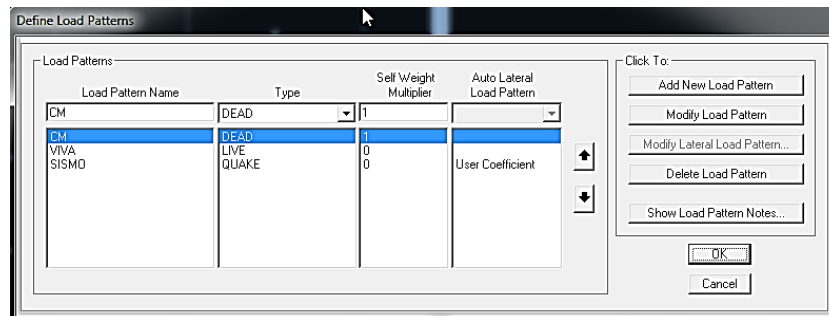 Define Load Patterns
Load Patterns
Click To:
Load Pattern Name Type Self Weight Multiplier Auto Lateral Load Pattern
CM DEAD 1
CM DEAD 1
VIVA LIVE 0
SISMO QUAKE 0 User Coefficient
Add New Load Pattern
Modify Load Pattern
Modify Lateral Load Pattern...
Delete Load Pattern
Show Load Pattern Notes...
OK
Cancel